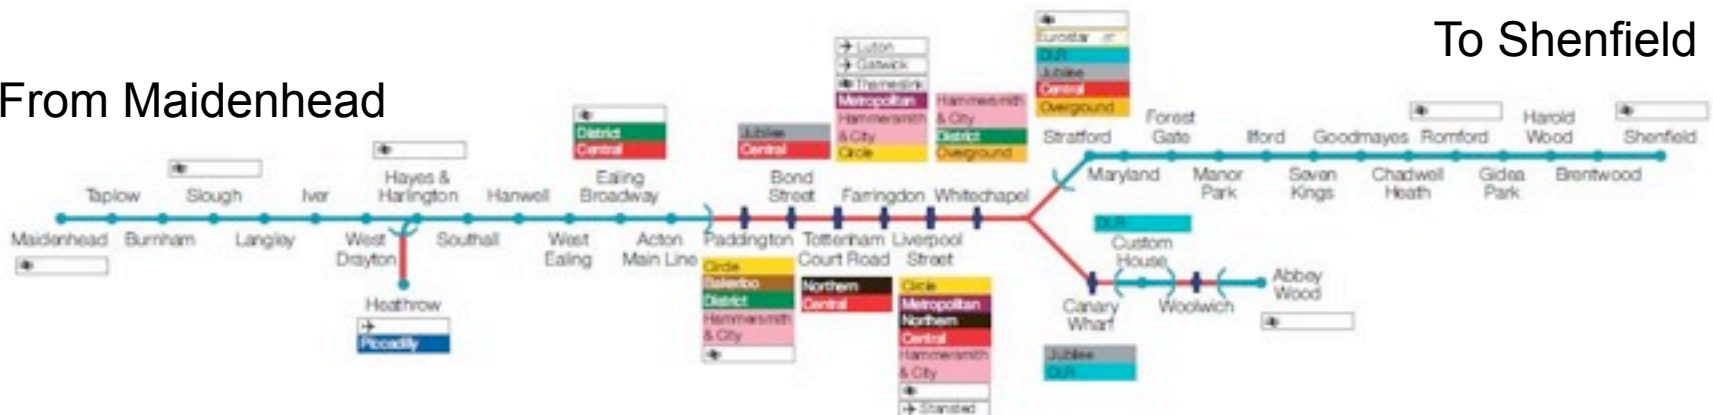 To Shenfield
From Maidenhead
Luton
Gatwick
Thameslink
Metropolitan
Hammersmith
& City
Circle
Hammersmith
& City
District
Overground
Eurostar
DLR
Jubilee
Central
Overground
District
Central
Jubilee
Central
Taplow
Slough
Iver
Hayes &
Harlington
Hanwell
Ealing
Broadway
Bond
Street
Farringdon
Whitechapel
Stratford
Forest
Gate
Ilford
Goodmayes
Romford
Harold
Wood
Shenfield
Maryland
Manor
Park
Seven
Kings
Chadwell
Heath
Gidea
Park
Brentwood
Maidenhead
Burnham
Langley
West
Drayton
Southall
West
Ealing
Acton
Main Line
Paddington
Tottenham
Court Road
Liverpool
Street
Heathrow
Piccadilly
Circle
Bakerloo
District
Hammersmith
& City
Northern
Central
Circle
Metropolitan
Northern
Central
Hammersmith
& City
Stansted
DLR
Custom
House
Canary
Wharf
Woolwich
Abbey
Wood
Jubilee
DLR